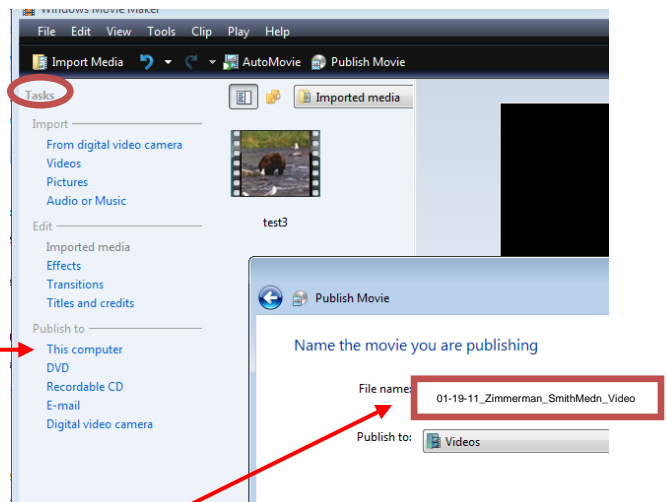 Windows Movie Maker
File Edit View Tools Clip Play Help
Import Media AutoMovie Publish Movie
Tasks
Imported media
Import
From digital video camera
Videos
Pictures
Audio or Music
test3
Edit
Imported media
Effects
Transitions
Titles and credits
Publish to
This computer
DVD
Recordable CD
E-mail
Digital video camera
Publish Movie
Name the movie you are publishing
File name:
01-19-11_Zimmerman_SmithMedn_Video
Publish to:
Videos